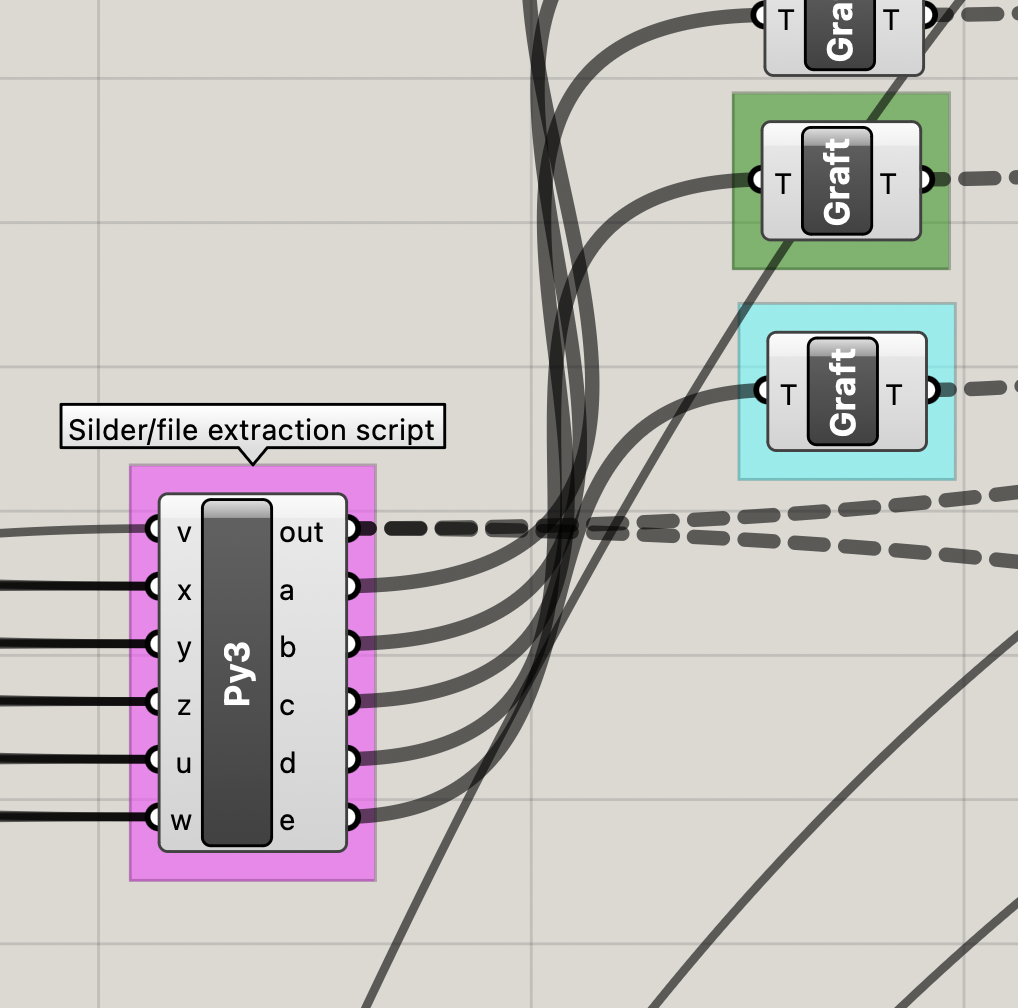 T Gra T
T Graft T
T Graft T
Silder/file extraction script
v out
x a
y b
Py3
z c
u d
w e